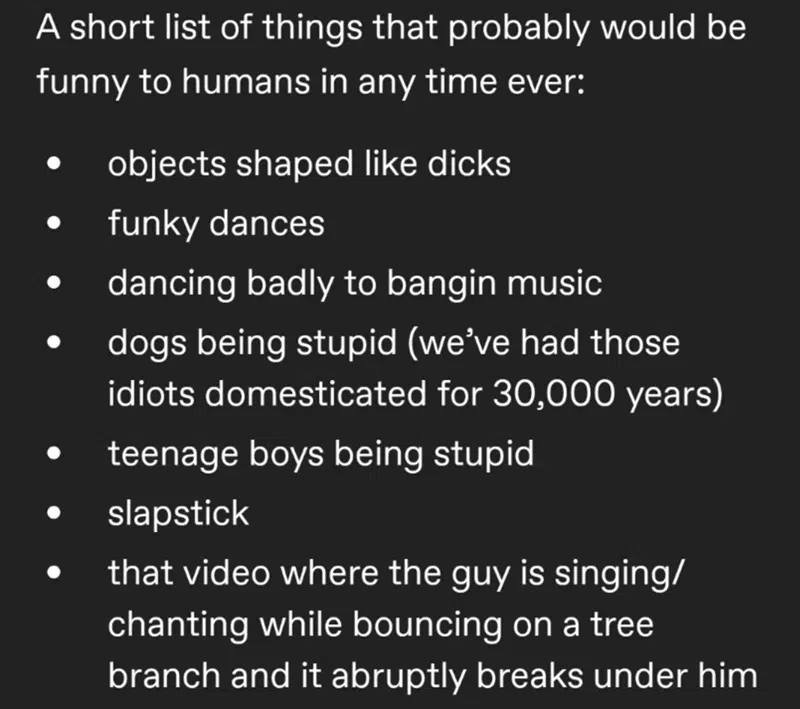 A short list of things that probably would be
funny to humans in any time ever:
• objects shaped like dicks
• funky dances
• dancing badly to bangin music
• dogs being stupid (we’ve had those
idiots domesticated for 30,000 years)
• teenage boys being stupid
• slapstick
• that video where the guy is singing/
chanting while bouncing on a tree
branch and it abruptly breaks under him